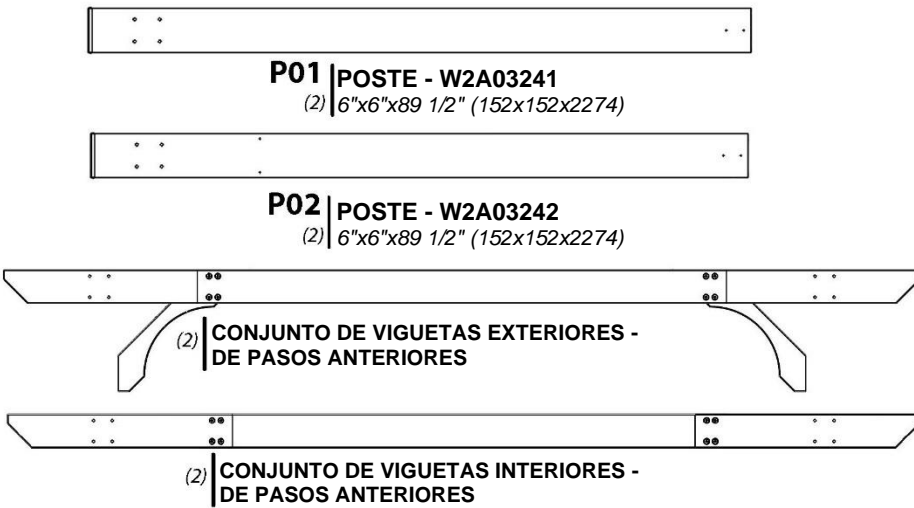 P01 POSTE - W2A03241
(2) 6"x6"x89 1/2" (152x152x2274)
P02 POSTE - W2A03242
(2) 6"x6"x89 1/2" (152x152x2274)
(2) CONJUNTO DE VIGUETAS EXTERIORES -
DE PASOS ANTERIORES
(2) CONJUNTO DE VIGUETAS INTERIORES -
DE PASOS ANTERIORES